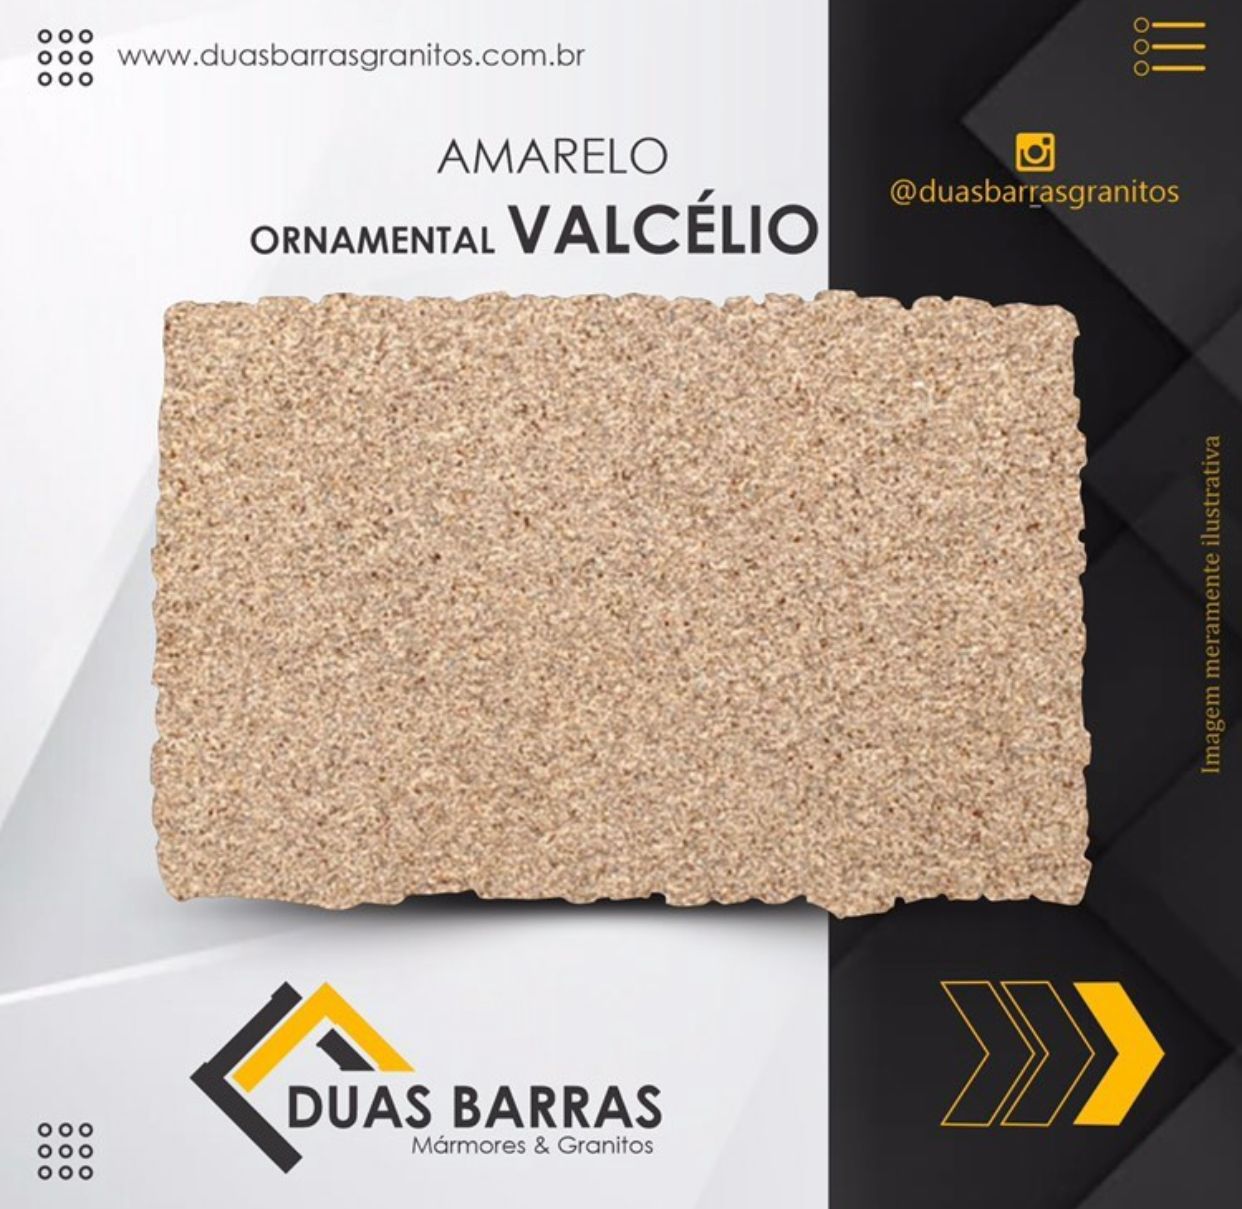 www.duasbarrasgranitos.com.br
AMARELO
ORNAMENTAL VALCÉLIO
@duasbarrasgranitos
Imagem meramente ilustrativa
DUAS BARRAS
Mármores & Granitos